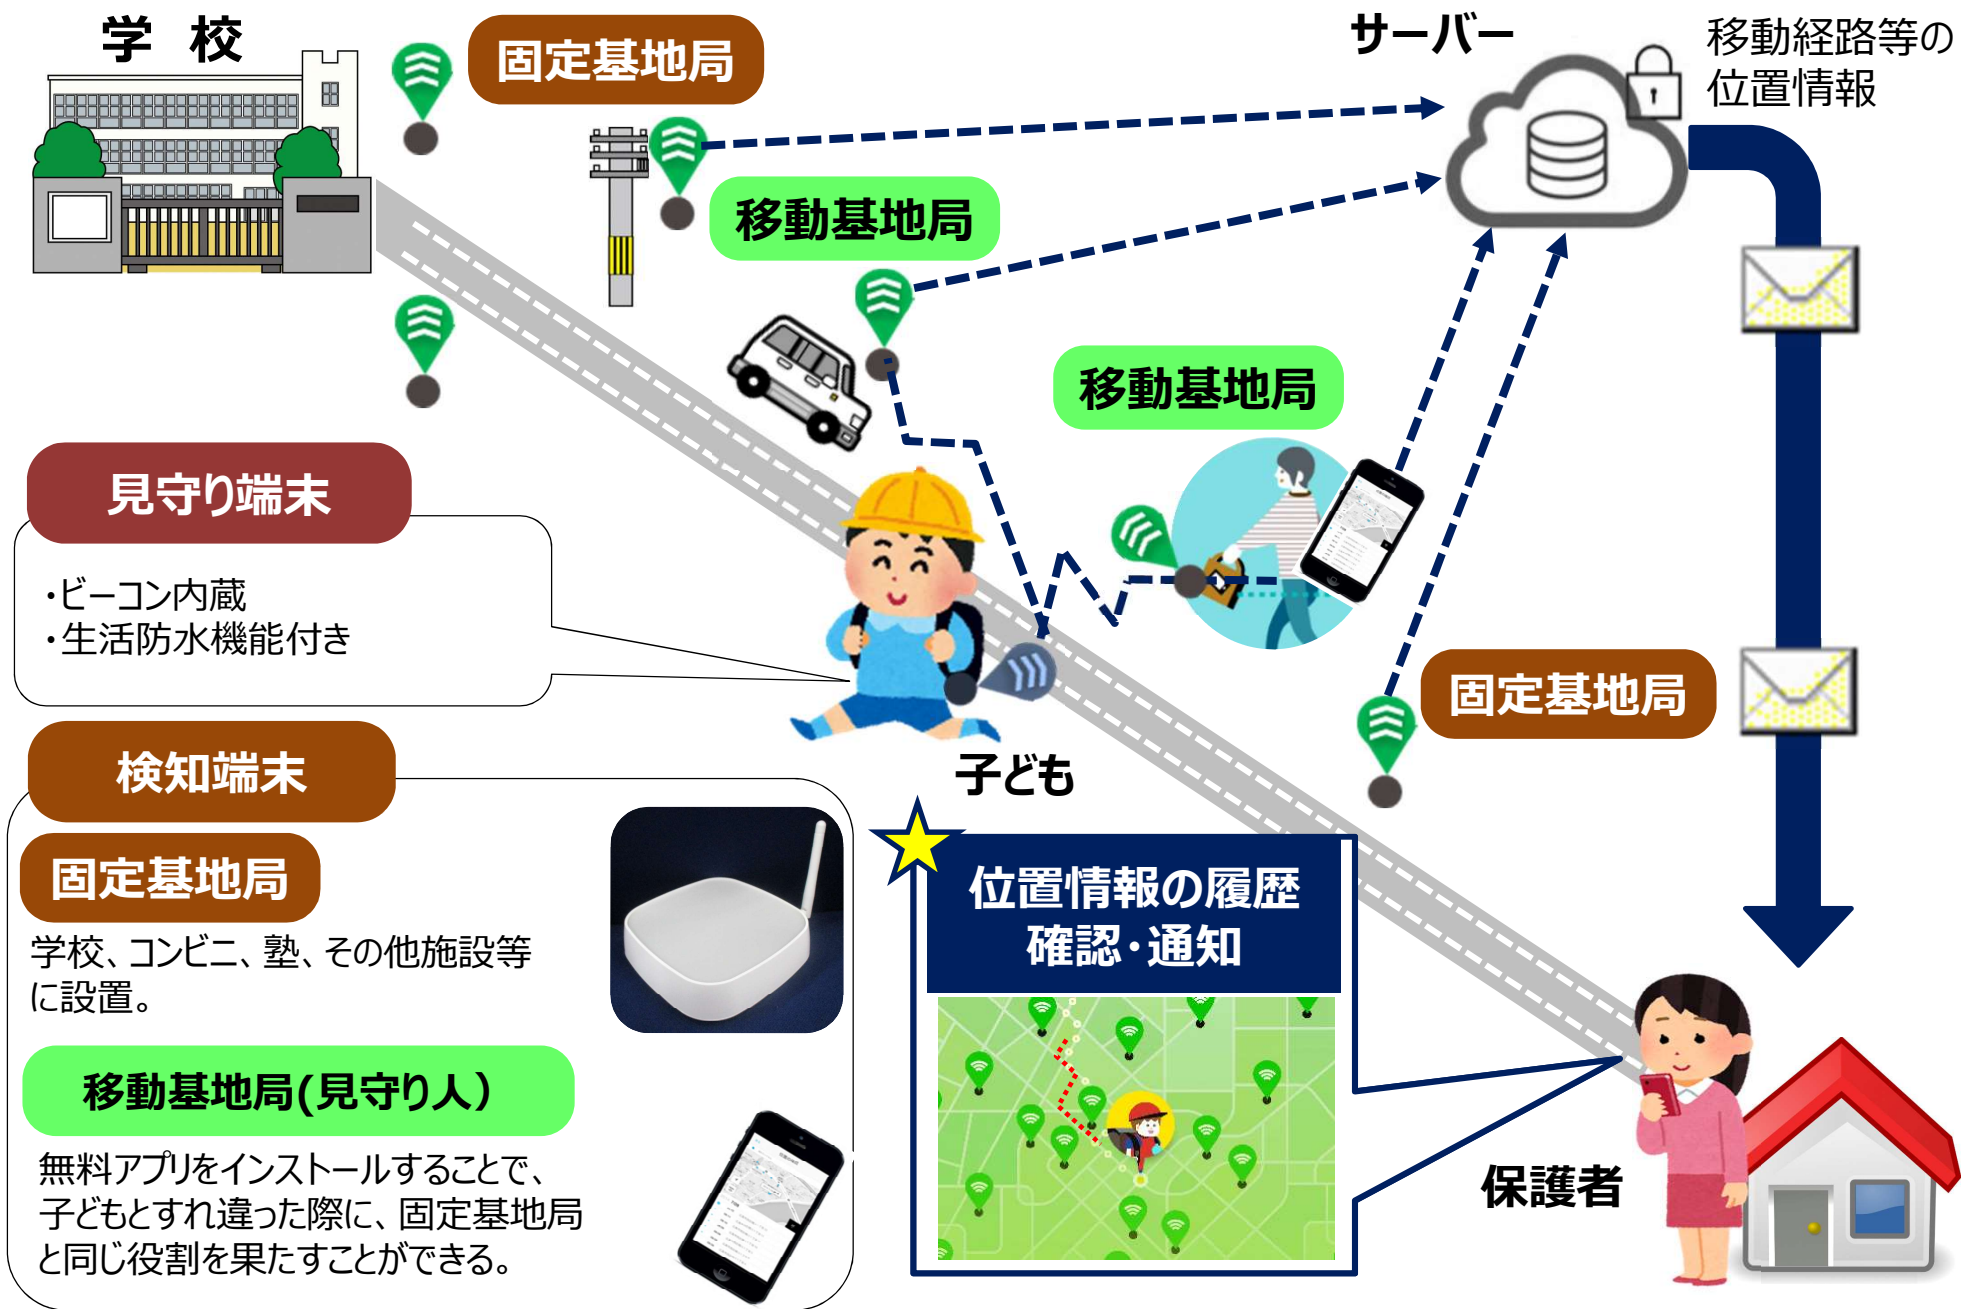 学 校
固定基地局
サーバー
移動経路等の
位置情報
移動基地局
移動基地局
見守り端末
・ビーコン内蔵
・生活防水機能付き
固定基地局
子ども
検知端末
固定基地局
学校、コンビニ、塾、その他施設等
に設置。
移動基地局(見守り人）
無料アプリをインストールすることで、
子どもとすれ違った際に、固定基地局
と同じ役割を果たすことができる。
位置情報の履歴
確認・通知
保護者